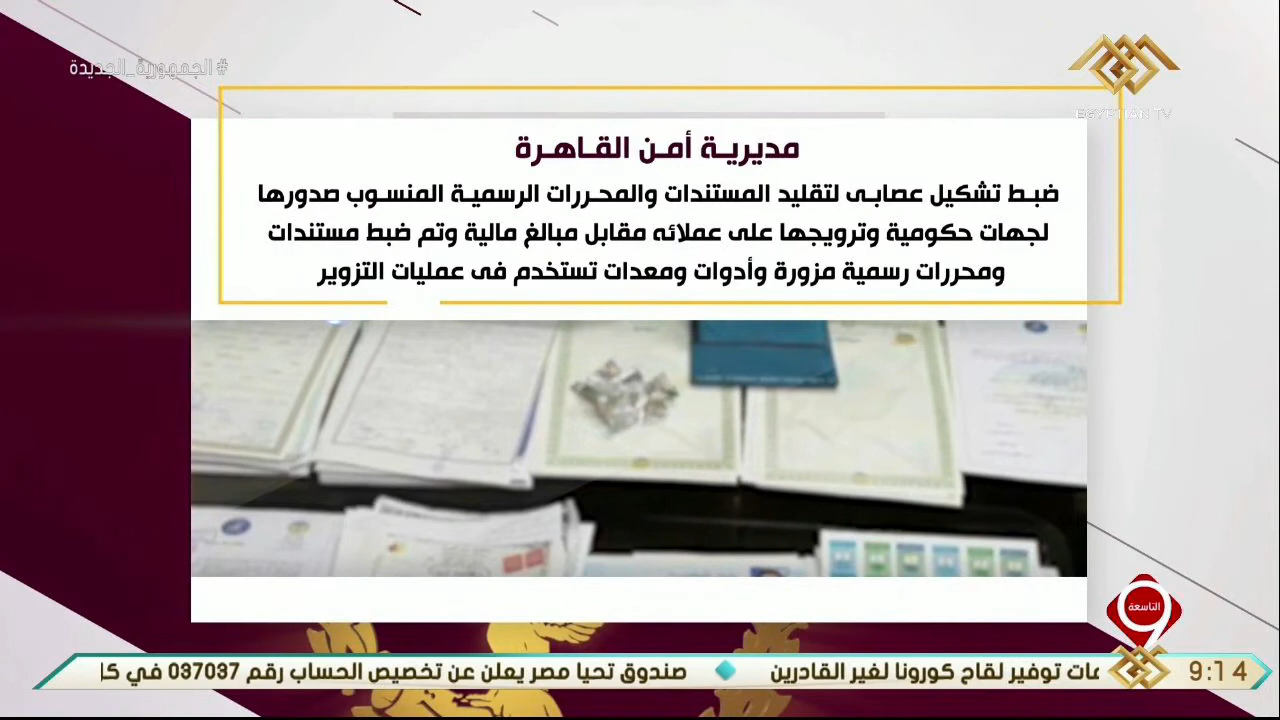 #الجمهورية_الجديدة
EGYPTIAN TV
مديرية أمن القاهرة
ضبط تشكيل عصابى لتقليد المستندات والمحررات الرسمية المنسوب صدورها
لجهات حكومية وترويجها على عملائه مقابل مبالغ مالية وتم ضبط مستندات
ومحررات رسمية مزورة وأدوات ومعدات تستخدم فى عمليات التزوير
التاسعة
9
توفير لقاح كورونا لغير القادرين ◆ صندوق تحيا مصر يعلن عن تخصيص الحساب رقم 037037 في
9:14